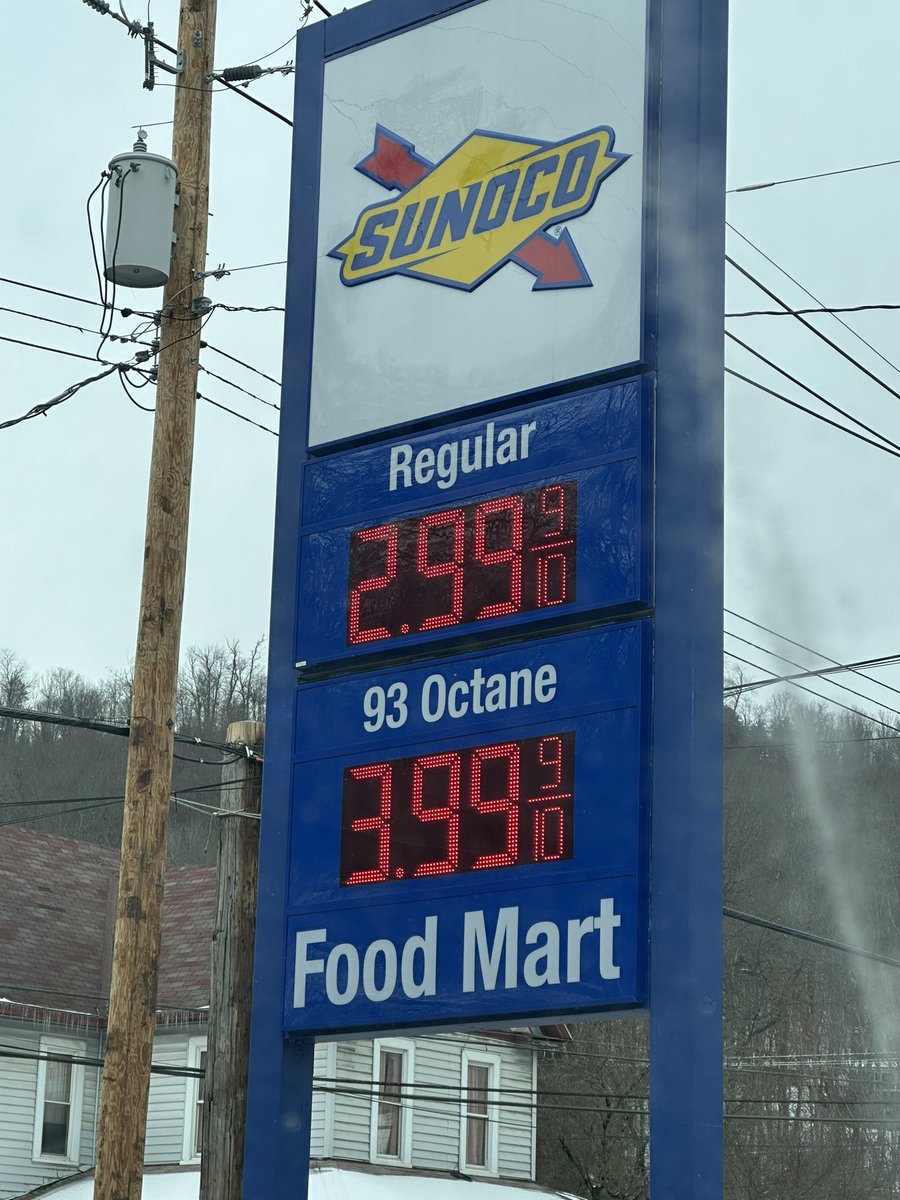 SUNOCO®
Regular
2.99 9/10
93 Octane
3.99 9/10
Food Mart